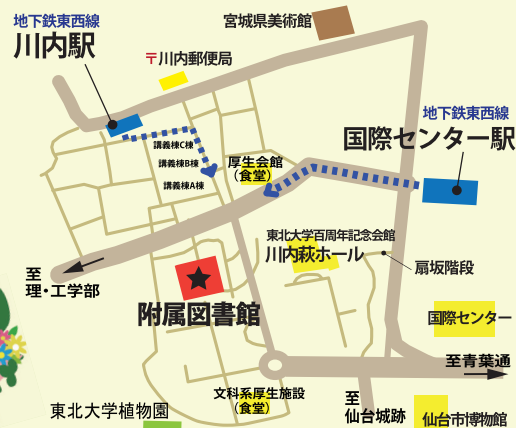 地下鉄東西線
川内駅
宮城県美術館
〒川内郵便局
地下鉄東西線
国際センター駅
講義棟C棟
講義棟B棟
講義棟A棟
厚生会館
(食堂)
東北大学百周年記念会館
川内萩ホール
扇坂階段
至
理・工学部
附属図書館
国際センター
至青葉通
文科系厚生施設
(食堂)
至
仙台城跡
東北大学植物園
仙台市博物館